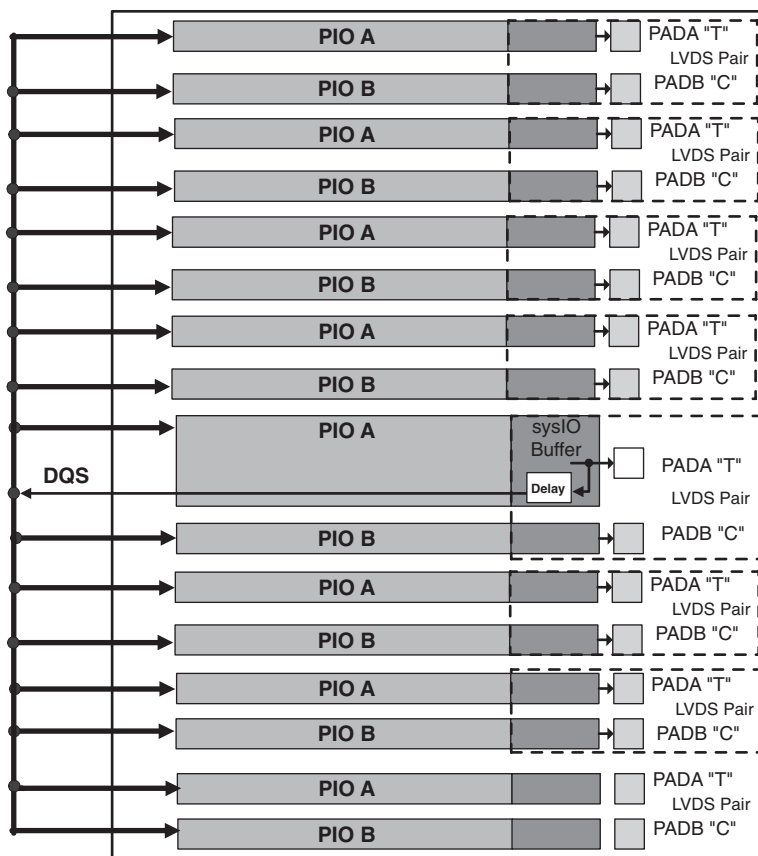 PIO A
PADA "T"
LVDS Pair
PIO B
PADB "C"
PIO A
PADA "T"
LVDS Pair
PIO B
PADB "C"
PIO A
PADA "T"
LVDS Pair
PIO B
PADB "C"
PIO A
PADA "T"
LVDS Pair
PIO B
PADB "C"
PIO A
sysIO
Buffer
PADA "T"
DQS
Delay
LVDS Pair
PIO B
PADB "C"
PIO A
PADA "T"
LVDS Pair
PIO B
PADB "C"
PIO A
PADA "T"
LVDS Pair
PIO B
PADB "C"
PIO A
PADA "T"
LVDS Pair
PIO B
PADB "C"